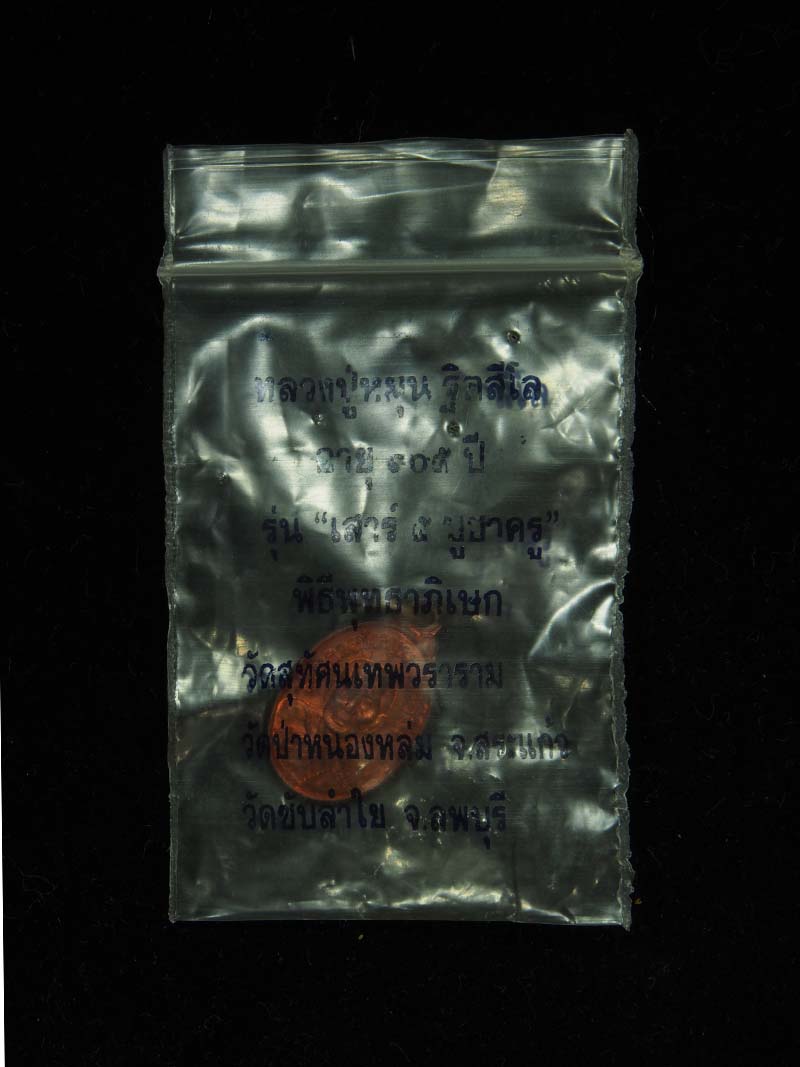 หลวงปู่หมุน ฐิตสีโล
อายุ ๑๐๕ ปี
รุ่น “เสาร์ ๕ บูชาครู”
พิธีพุทธาภิเษก
วัดสุทัศนเทพวราราม
วัดป่าหนองหล่ม จ.สระแก้ว
วัดซับลำใย จ.ลพบุรี